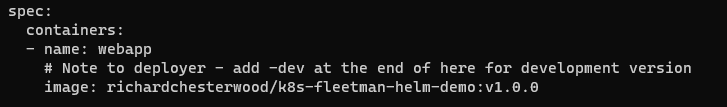 spec:
  containers:
  - name: webapp
    # Note to deployer - add -dev at the end of here for development version
    image: richardchesterwood/k8s-fleetman-helm-demo:v1.0.0